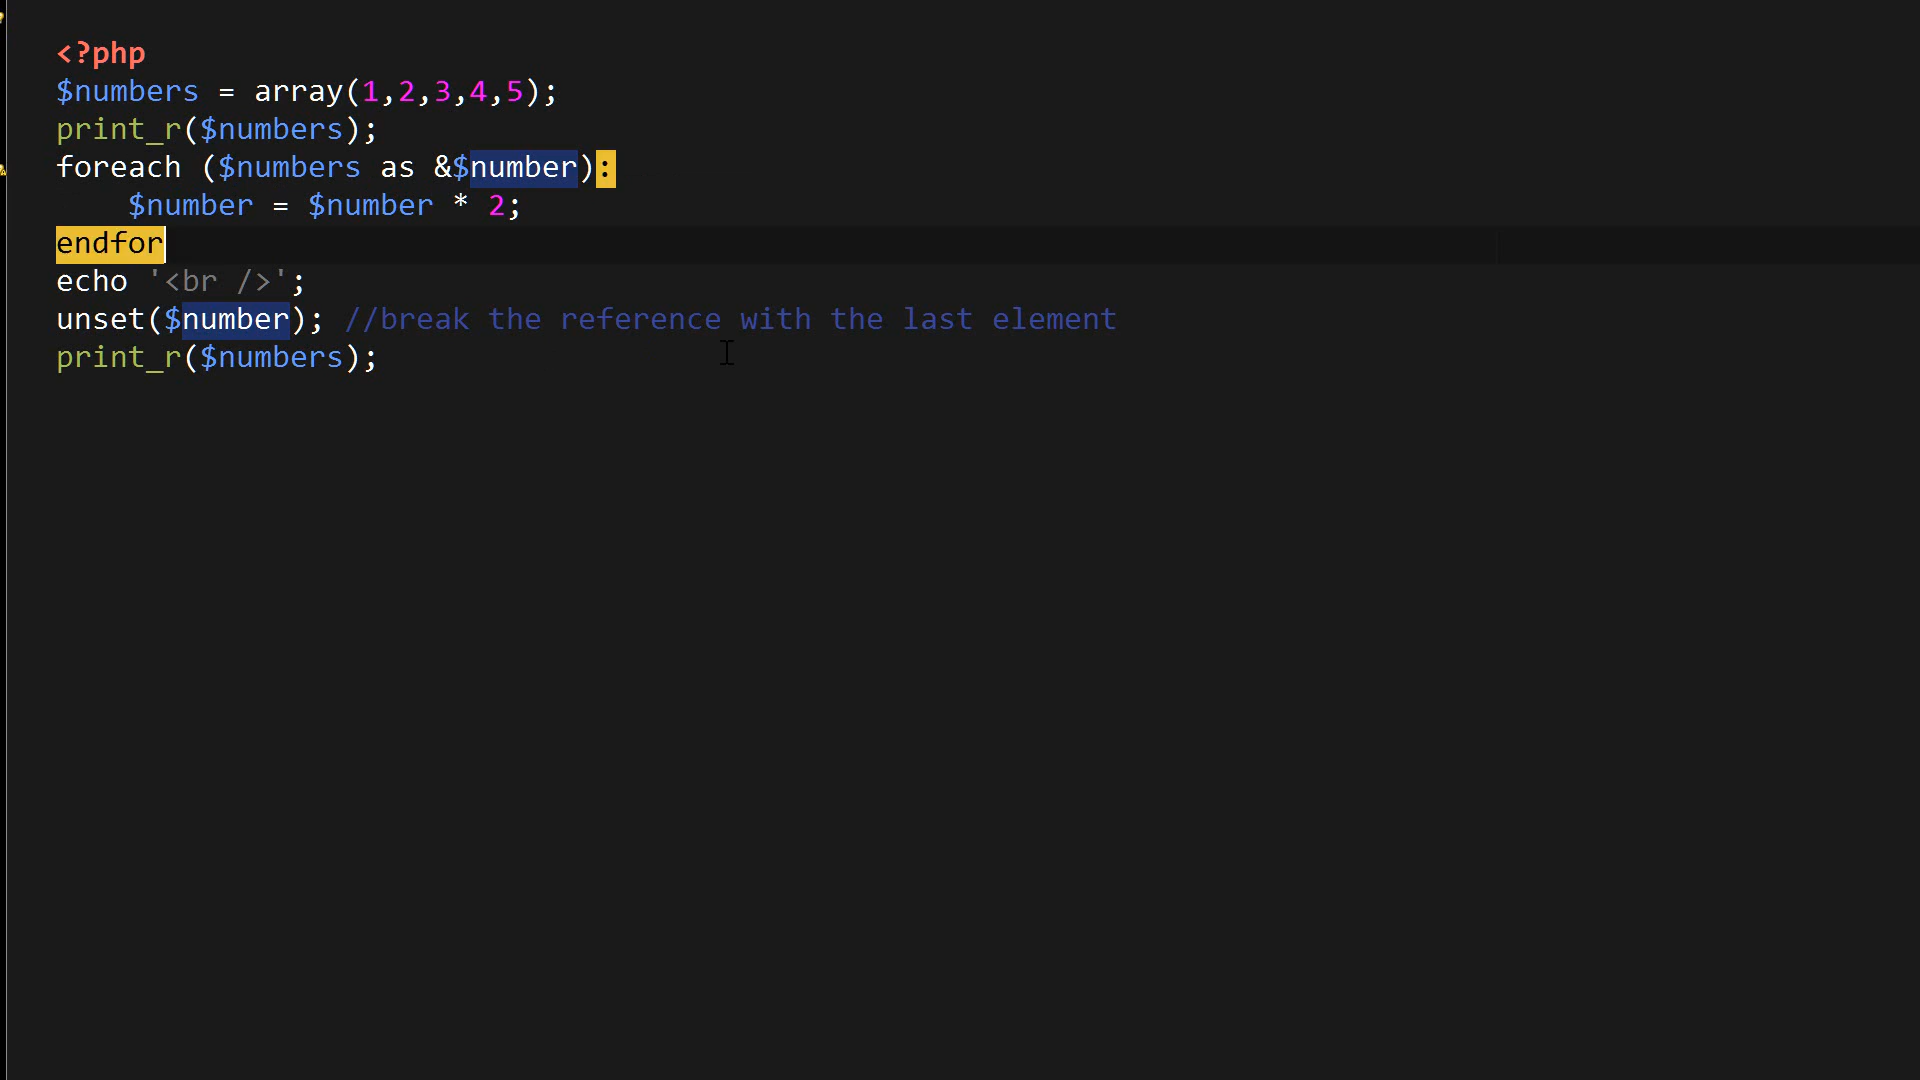 <?php
$numbers = array(1,2,3,4,5);
print_r($numbers);
foreach ($numbers as &$number):
    $number = $number * 2;
endfor
echo '<br />';
unset($number); //break the reference with the last element
print_r($numbers);